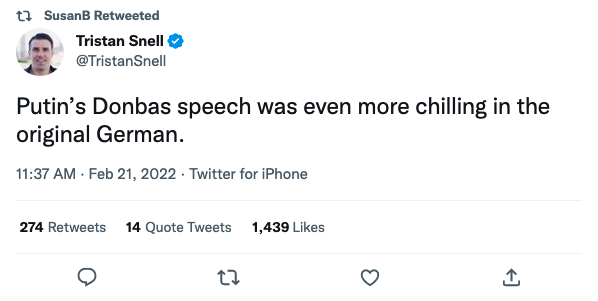 SusanB Retweeted
Tristan Snell
@TristanSnell
Putin’s Donbas speech was even more chilling in the
original German.
11:37 AM · Feb 21, 2022 · Twitter for iPhone
274 Retweets 14 Quote Tweets 1,439 Likes